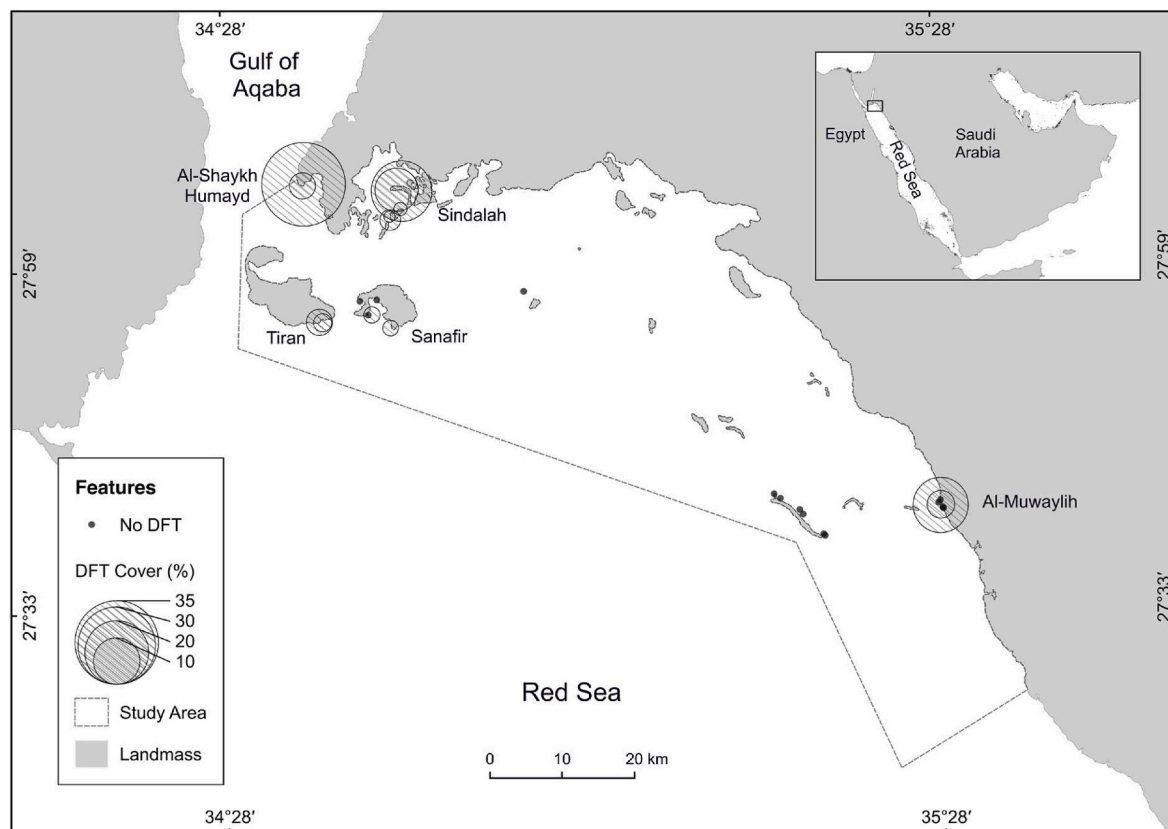 34°28′
35°28′
Gulf of
Aqaba
Egypt
Saudi
Arabia
Red Sea
Al-Shaykh
Humayd
Sindalah
27°59′
27°59′
Tiran
Sanafir
Features
No DFT
DFT Cover (%)
35
30
20
10
Study Area
Landmass
Al-Muwaylih
27°33′
27°33′
Red Sea
0 10 20 km
34°28′
35°28′